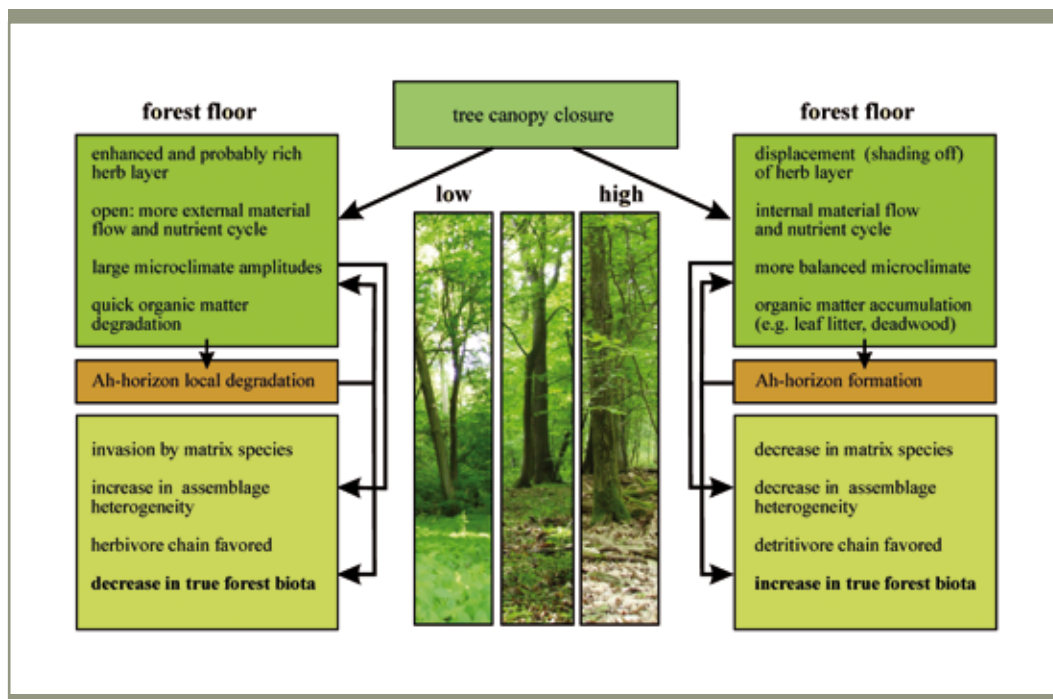 tree canopy closure
forest floor
enhanced and probably rich
herb layer
open: more external material
flow and nutrient cycle
large microclimate amplitudes
quick organic matter
degradation
Ah-horizon local degradation
invasion by matrix species
increase in assemblage
heterogeneity
herbivore chain favored
decrease in true forest biota
low
high
forest floor
displacement (shading off)
of herb layer
internal material flow
and nutrient cycle
more balanced microclimate
organic matter accumulation
(e.g. leaf litter, deadwood)
Ah-horizon formation
decrease in matrix species
decrease in assemblage
heterogeneity
detritivore chain favored
increase in true forest biota